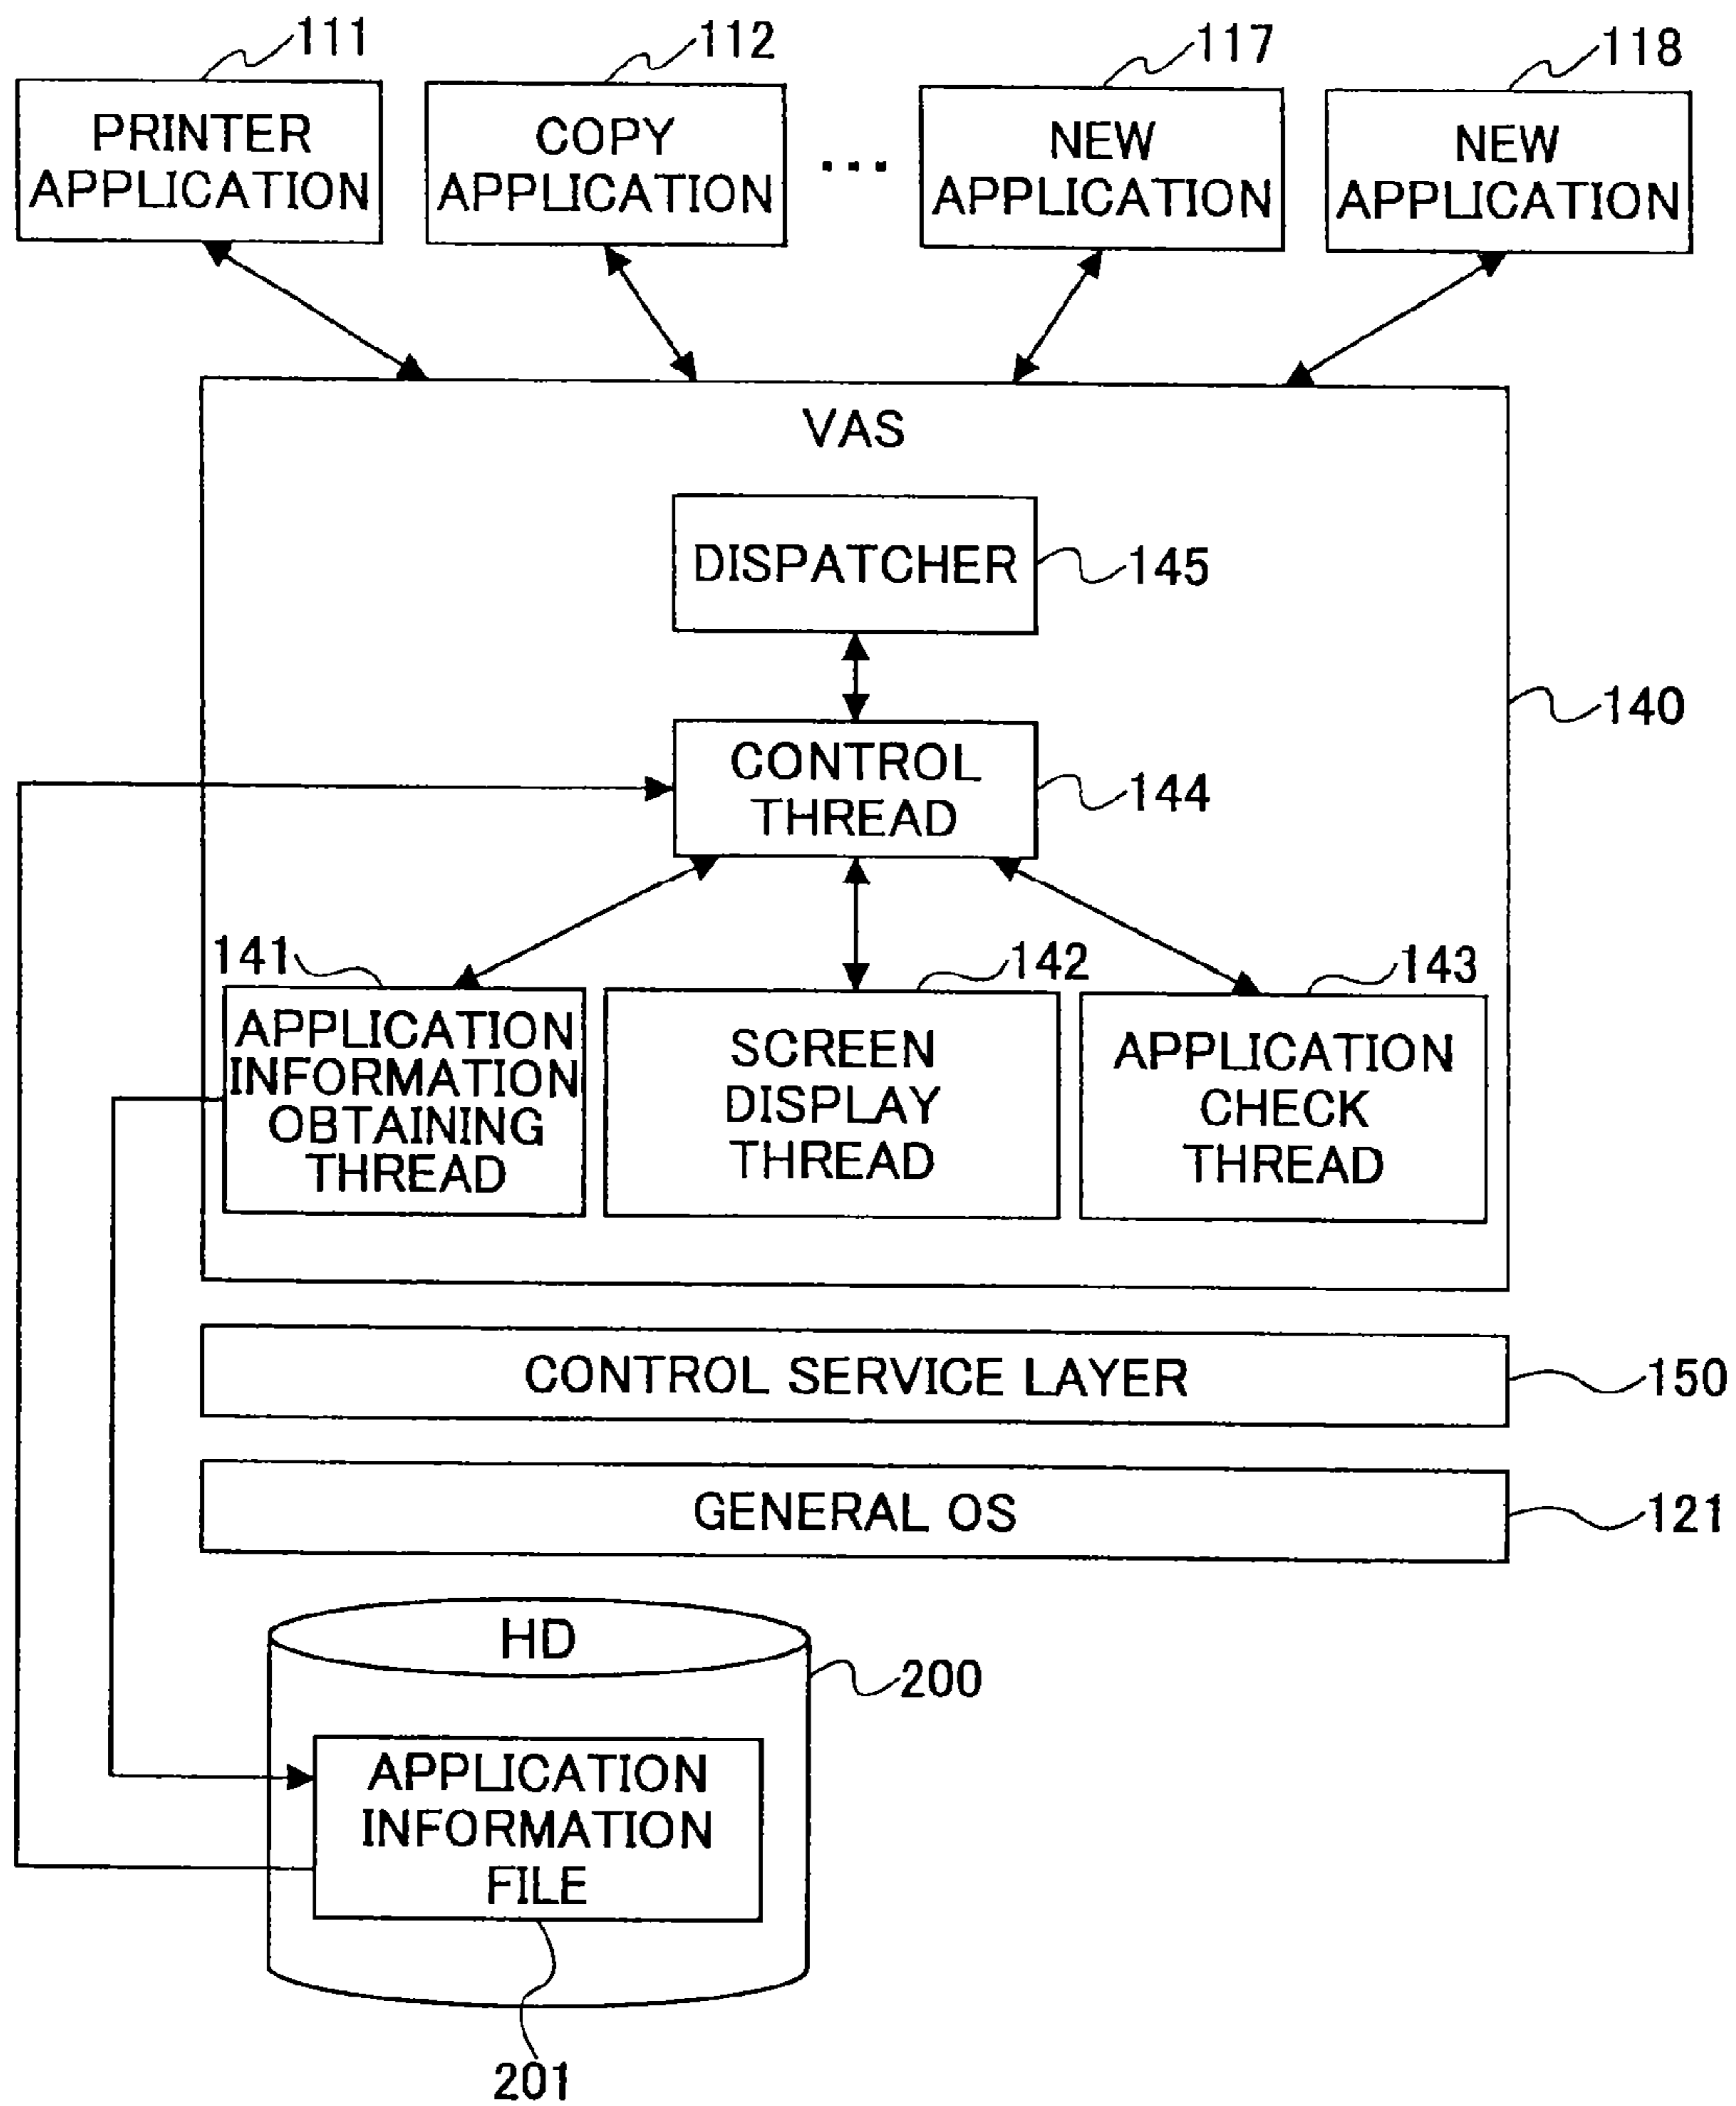 111
112
117
118
PRINTER
APPLICATION
COPY
APPLICATION
...
NEW
APPLICATION
NEW
APPLICATION
VAS
DISPATCHER
145
140
CONTROL
THREAD
144
141
142
143
APPLICATION
INFORMATION
OBTAINING
THREAD
SCREEN
DISPLAY
THREAD
APPLICATION
CHECK
THREAD
CONTROL SERVICE LAYER
150
GENERAL OS
121
HD
200
APPLICATION
INFORMATION
FILE
201